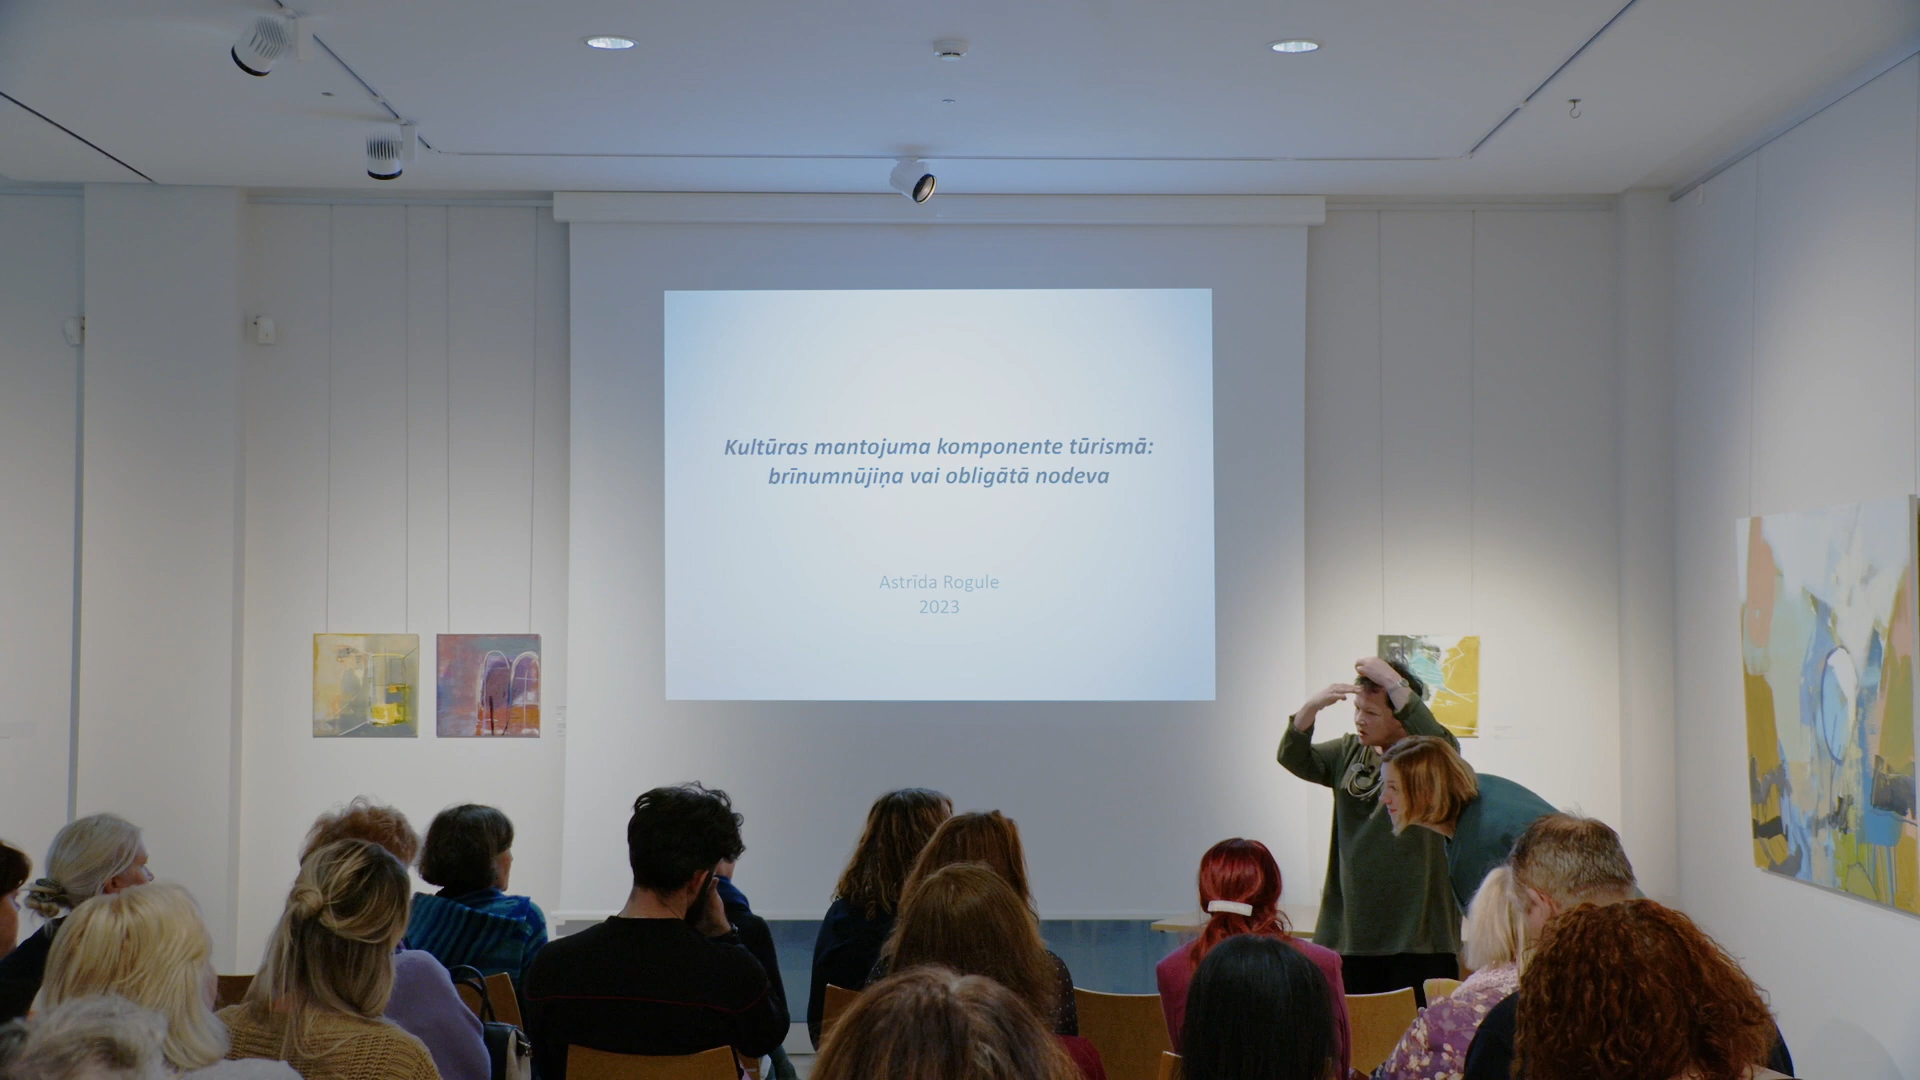 Kultūras mantojuma komponente tūrismā:
brīnumnūjiņa vai obligātā nodeva
Astrīda Rogule
2023